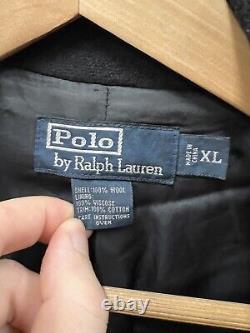 Polo
by Ralph Lauren
MADE IN
CHINA
XL
SHELL:100% WOOL
LINING:
100% VISCOSE
TRIM:100% COTTON
CARE INSTRUCTIONS
OVER